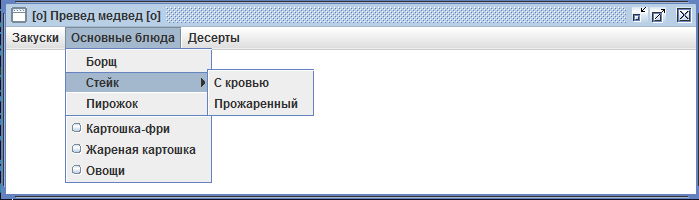 [o] Превед медвед [o]
Закуски Основные блюда Десерты
Борщ
Стейк
С кровью
Пирожок
Прожаренный
Картошка-фри
Жареная картошка
Овощи